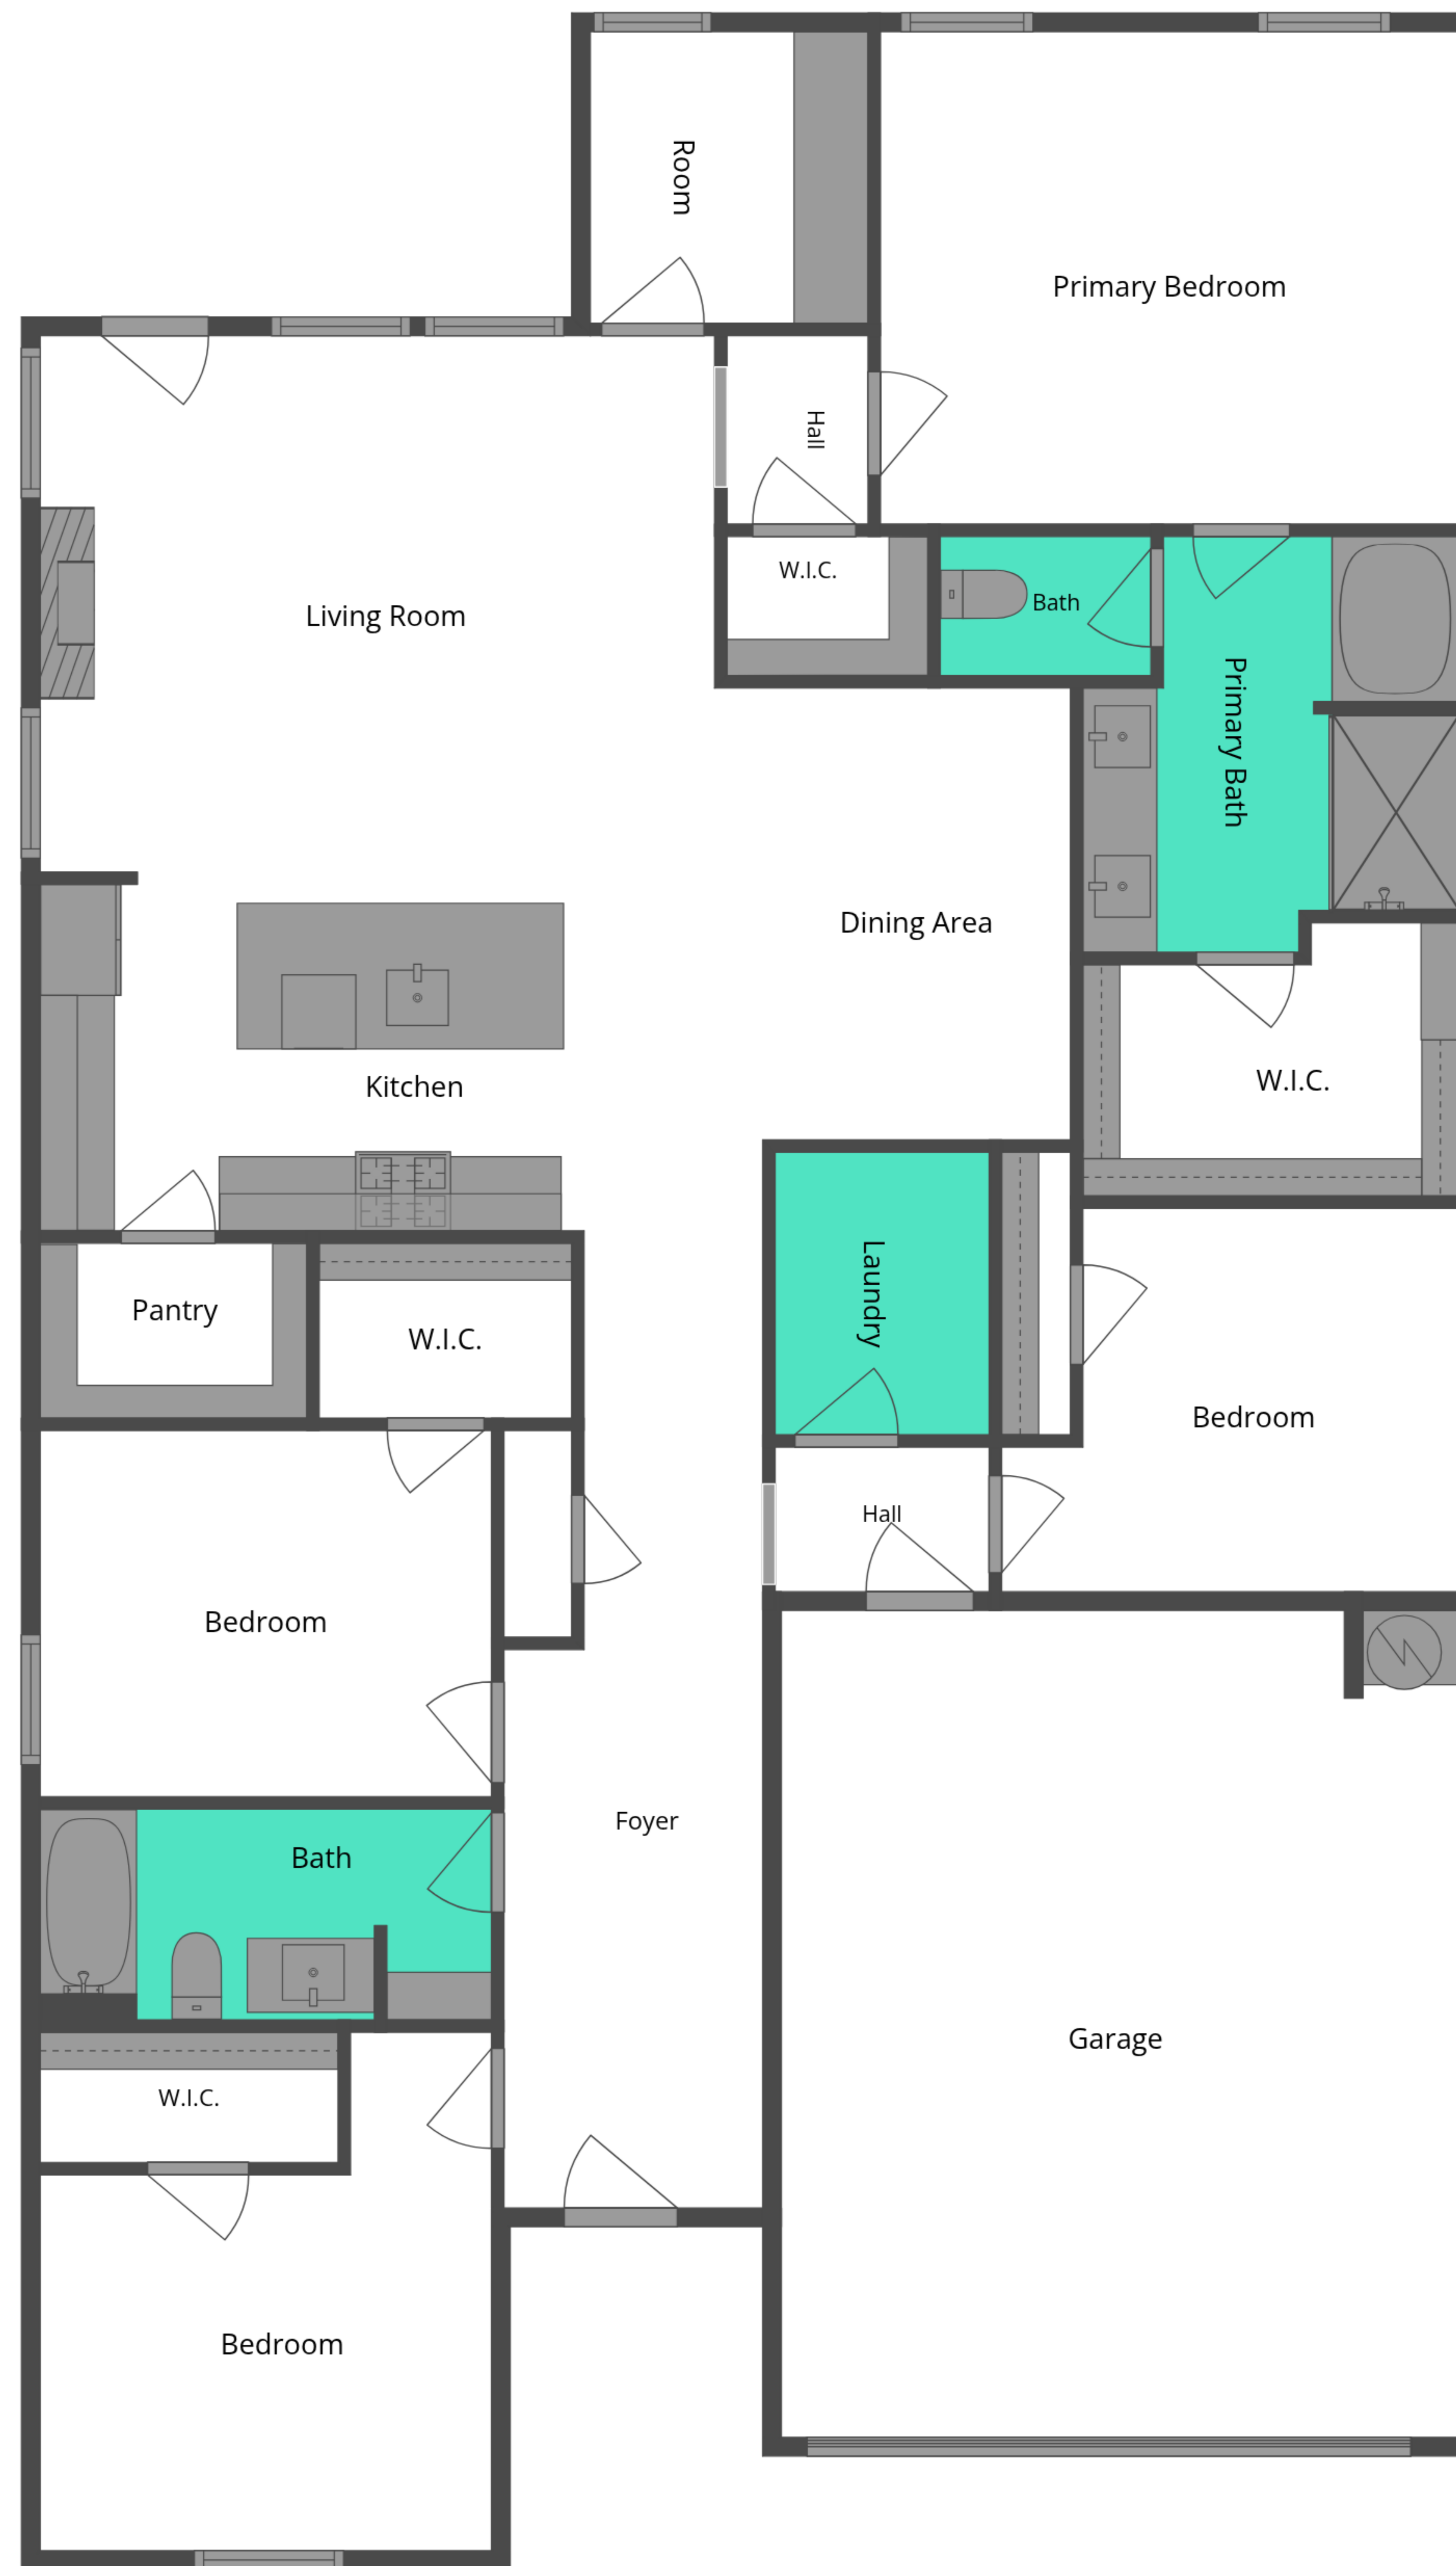 Room
Primary Bedroom
Hall
W.I.C.
Bath
Living Room
Primary Bath
Dining Area
Kitchen
W.I.C.
Laundry
Pantry
W.I.C.
Bedroom
Hall
Bedroom
Foyer
Bath
Garage
W.I.C.
Bedroom